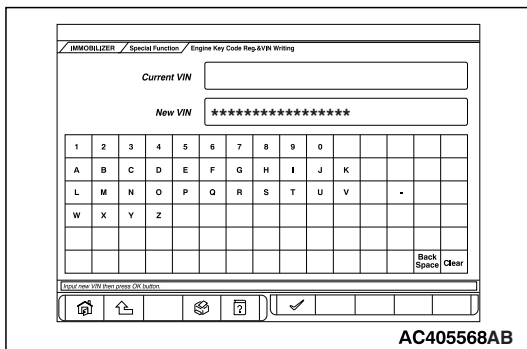 IMMOBILIZER / Special Function / Engine Key Code Reg.&VIN Writing
Current VIN
New VIN *****************
1 2 3 4 5 6 7 8 9 0
A B C D E F G H I J K
L M N O P Q R S T U V -
W X Y Z
Back Space Clear
Input new VIN then press OK button.
?
AC405568AB